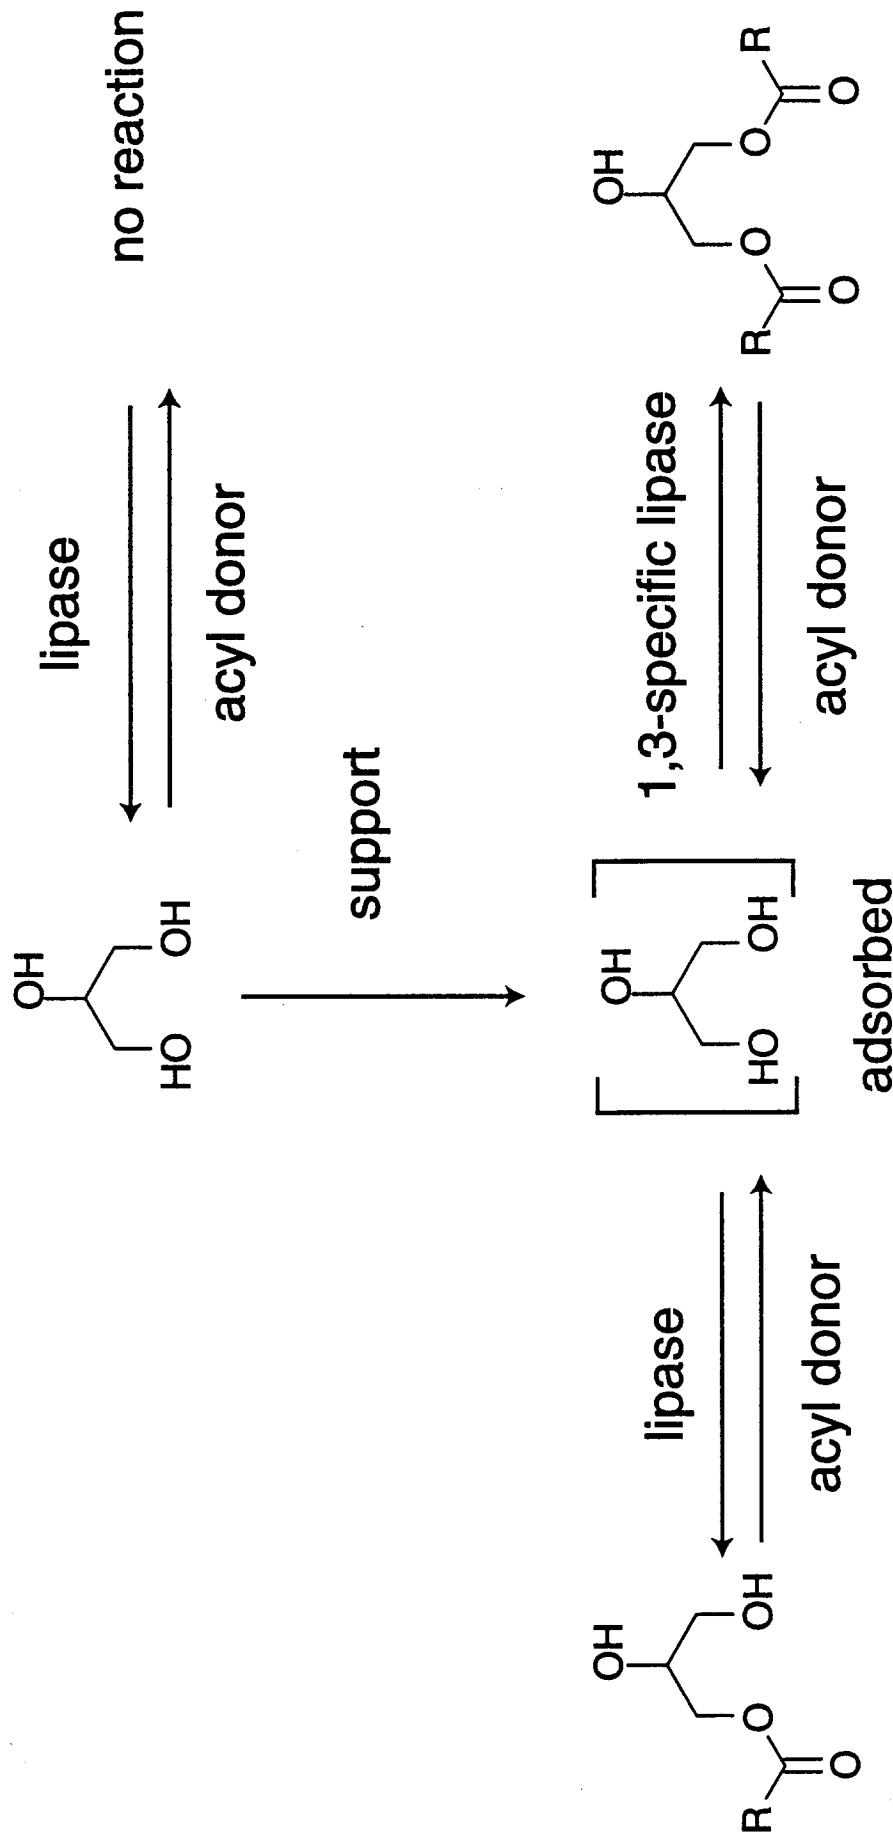 OH
lipase
no reaction
HO OH
acyl donor
support
OH
OH
OH
lipase
1,3-specific lipase
R O OH
HO OH
R O O R
O
acyl donor
acyl donor
O O
adsorbed